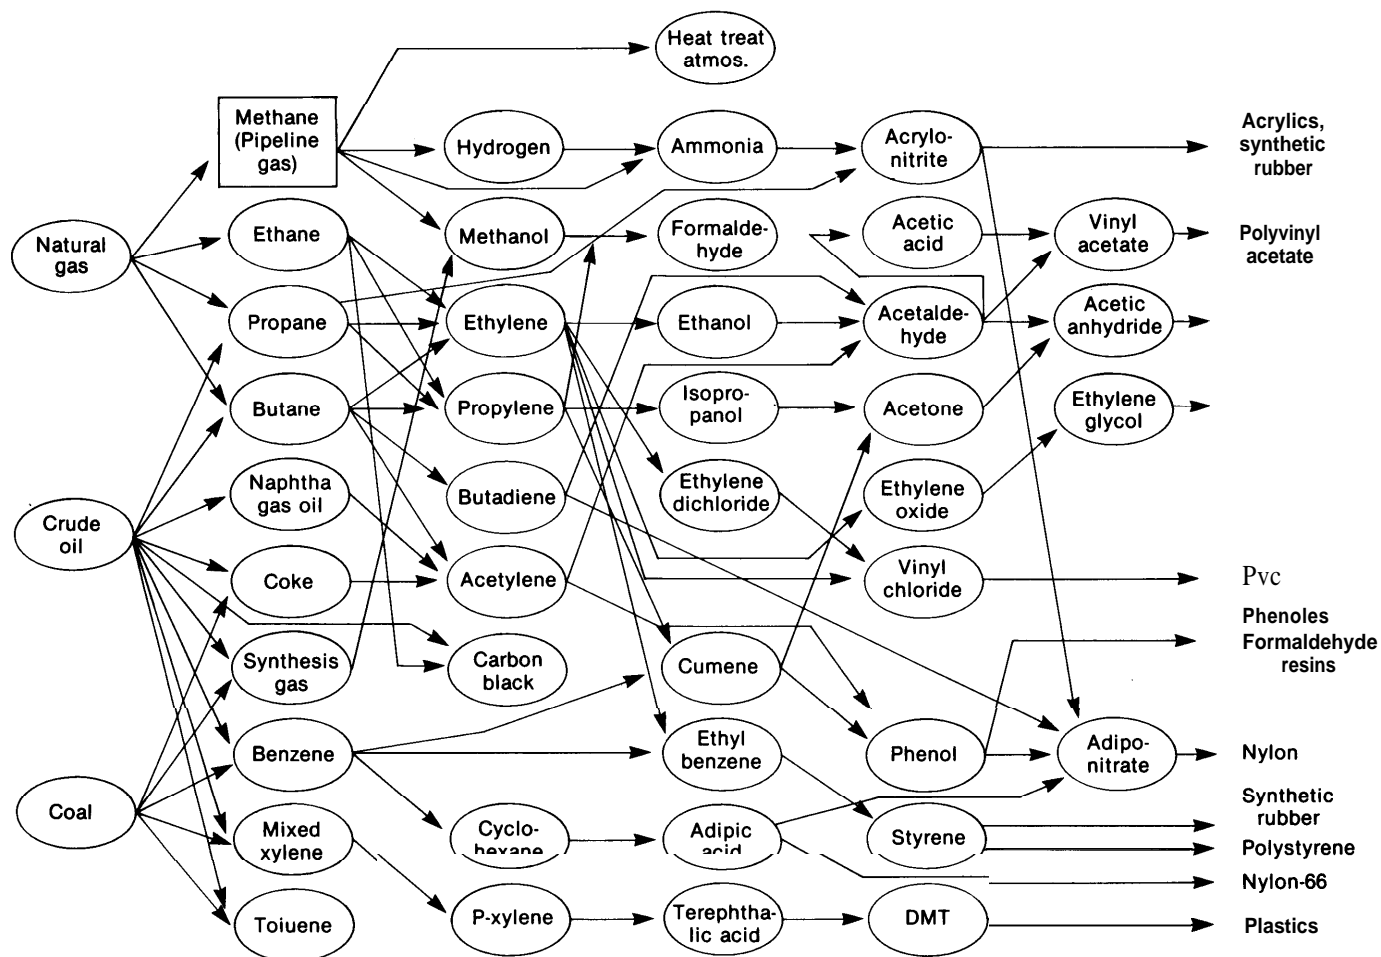 Heat treat
atmos.
Methane
(Pipeline
gas)
Hydrogen
Ammonia
Acrylo-
nitrite
Acrylics,
synthetic
rubber
Natural
gas
Ethane
Methanol
Formalde-
hyde
Acetic
acid
Vinyl
acetate
Polyvinyl
acetate
Propane
Ethylene
Ethanol
Acetalde-
hyde
Acetic
anhydride
Butane
Propylene
Isopro-
panol
Acetone
Ethylene
glycol
Crude
oil
Naphtha
gas oil
Butadiene
Ethylene
dichloride
Ethylene
oxide
Coke
Acetylene
Vinyl
chloride
Pvc
Synthesis
gas
Carbon
black
Cumene
Phenoles
Formaldehyde
resins
Benzene
Ethyl
benzene
Phenol
Adipo-
nitrate
Nylon
Coal
Mixed
xylene
Cyclo-
hexane
Adipic
acid
Styrene
Synthetic
rubber
Polystyrene
Nylon-66
Toiuene
P-xylene
Terephtha-
lic acid
DMT
Plastics